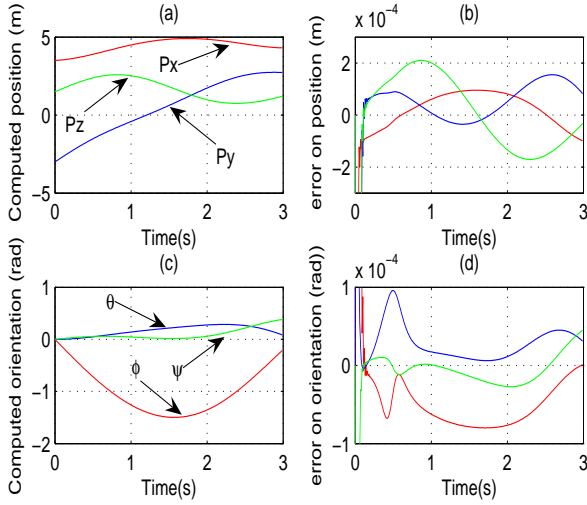 (a)
Computed position (m)
5
0
−5
0
1
2
3
Px
Pz
Py
Time(s)
(b)
x 10⁻⁴
error on position (m)
2
0
−2
0
1
2
3
Time(s)
(c)
Computed orientation (rad)
1
0
−1
−2
0
1
2
3
θ
ϕ
ψ
Time(s)
(d)
x 10⁻⁴
error on orientation (rad))
1
0
−1
0
1
2
3
Time(s)